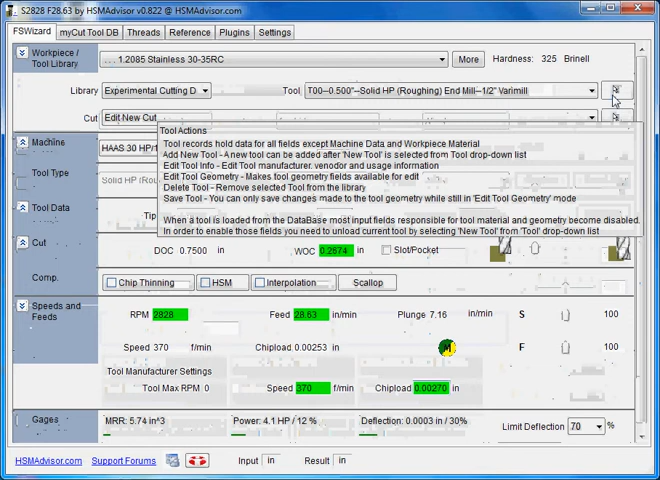 S2828 F28.63 by HSMAdvisor v0.822 @ HSMAdvisor.com
FSWizard myCut Tool DB Threads Reference Plugins Settings
Workpiece / Tool Library
. . . 1.2085 Stainless 30-35RC More Hardness: 325 Brinell
Library Experimental Cutting D Tool T00--0.500"--Solid HP (Roughing) End Mill--1/2" Varimill
Cut Edit New Cut
Tool Actions
Tool records hold data for all fields except Machine Data and Workpiece Material
Add New Tool - A new tool can be added after 'New Tool' is selected from Tool drop-down list
Edit Tool Info - Edit Tool manufacturer, venodor and usage information
Edit Tool Geometry - Makes tool geometry fields available for edit
Delete Tool - Remove selected Tool from the library
Save Tool - You can only save changes made to the tool geometry while still in 'Edit Tool Geometry' mode
When a tool is loaded from the DataBase most input fields responsible for tool material and geometry become disabled.
In order to enable those fields you need to unload current tool by selecting 'New Tool' from 'Tool' drop-down list
Machine HAAS 30 HP/
Tool Type Solid HP (R
Tool Data Tip
Cut DOC 0.7500 in WOC 0.2674 in Slot/Pocket
Comp. Chip Thinning HSM Interpolation Scallop
Speeds and Feeds
RPM 2828 Feed 28.63 in/min Plunge 7.16 in/min S 100
Speed 370 f/min Chipload 0.00253 in F 100
Tool Manufacturer Settings
Tool Max RPM 0 Speed 370 f/min Chipload 0.00270 in
Gages MRR: 5.74 in^3 Power: 4.1 HP / 12 % Deflection: 0.0003 in / 30% Limit Deflection 70 %
HSMAdvisor.com Support Forums Input in Result in